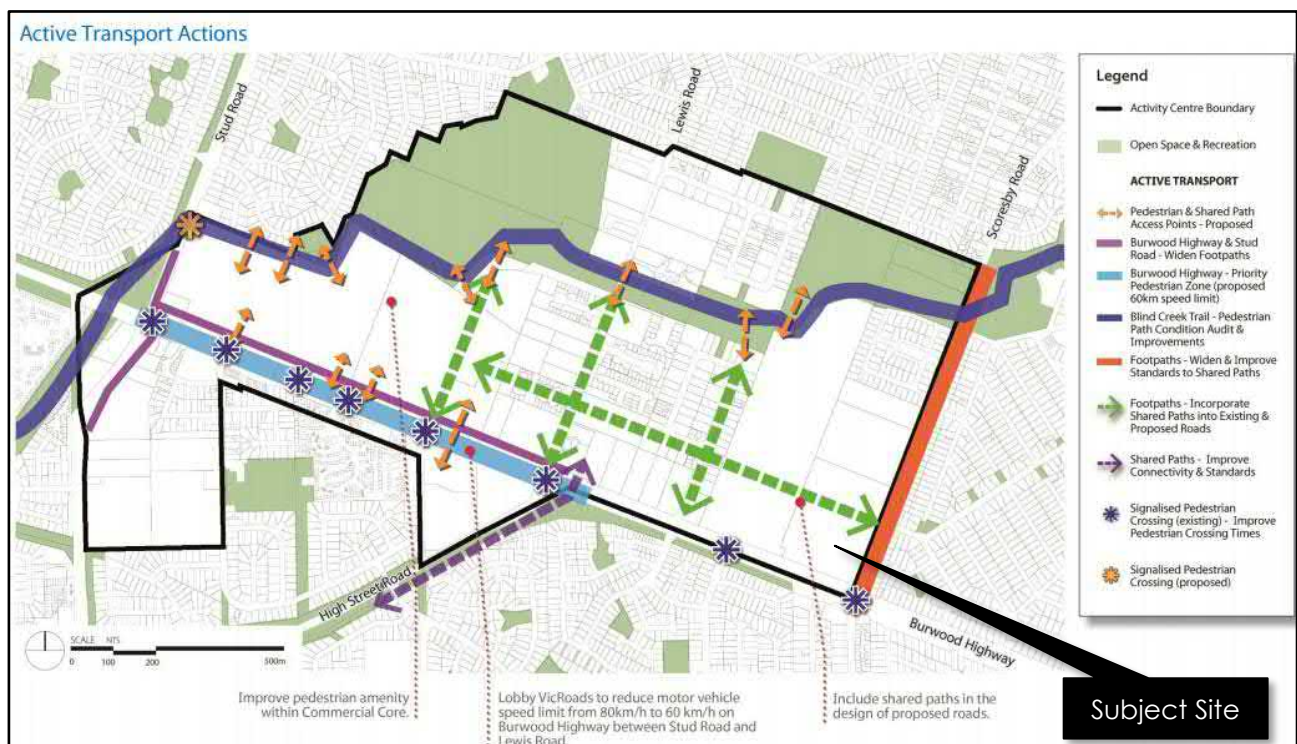 Active Transport Actions
Stud Road
Lewis Road
Scoresby Road
High Street Road
Burwood Highway
SCALE NTS
0 100 200 500m
Improve pedestrian amenity
within Commercial Core.
Lobby VicRoads to reduce motor vehicle
speed limit from 80km/h to 60 km/h on
Burwood Highway between Stud Road and
Lewis Road
Include shared paths in the
design of proposed roads.
Subject Site
Legend
Activity Centre Boundary
Open Space & Recreation
ACTIVE TRANSPORT
Pedestrian & Shared Path
Access Points - Proposed
Burwood Highway & Stud
Road - Widen Footpaths
Burwood Highway - Priority
Pedestrian Zone (proposed
60km speed limit)
Blind Creek Trail - Pedestrian
Path Condition Audit &
Improvements
Footpaths - Widen & Improve
Standards to Shared Paths
Footpaths - Incorporate
Shared Paths into Existing &
Proposed Roads
Shared Paths - Improve
Connectivity & Standards
Signalised Pedestrian
Crossing (existing) - Improve
Pedestrian Crossing Times
Signalised Pedestrian
Crossing (proposed)